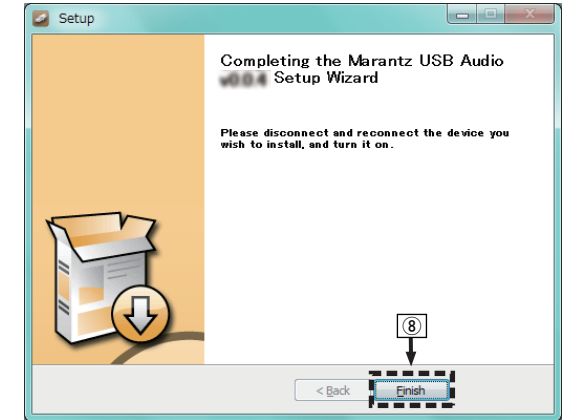 Setup
Completing the Marantz USB Audio
Setup Wizard
Please disconnect and reconnect the device you
wish to install, and turn it on.
⑧
< Back
Finish